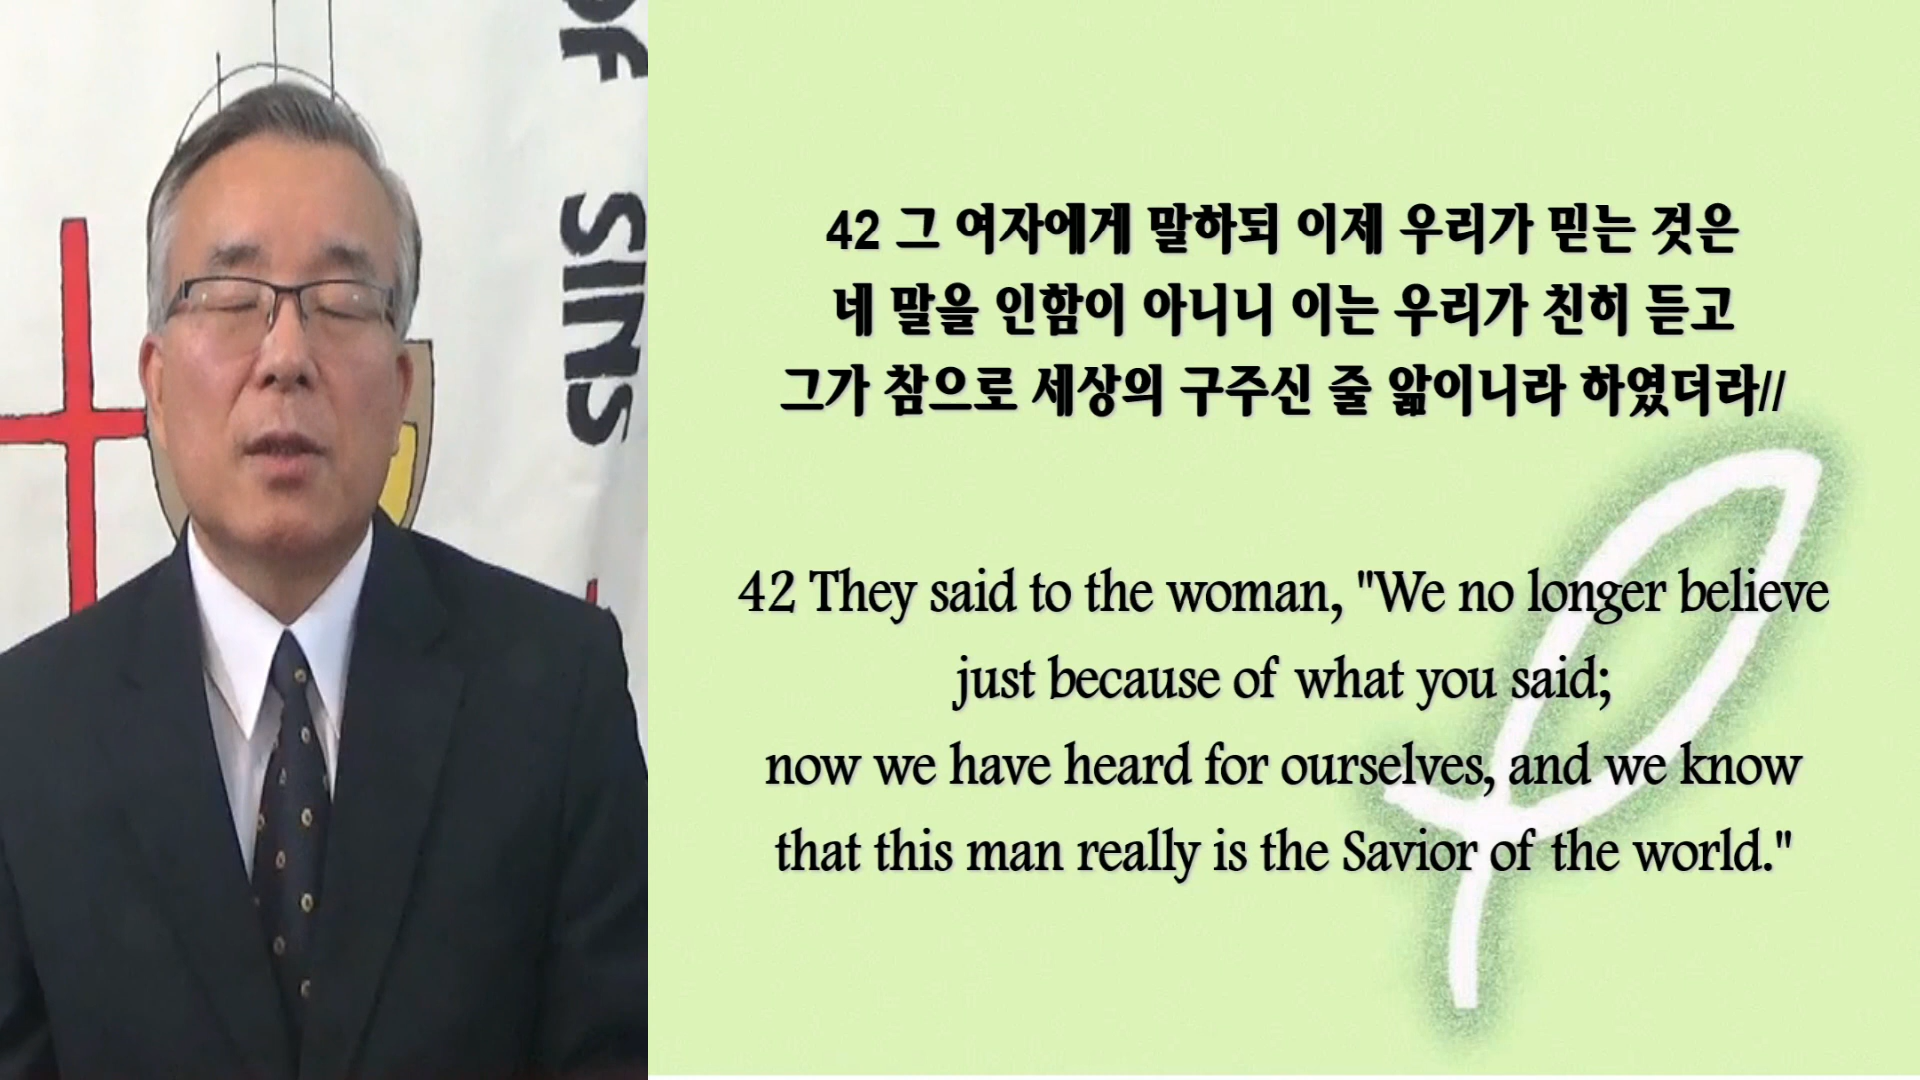 OF SINS
42 그 여자에게 말하되 이제 우리가 믿는 것은
네 말을 인함이 아니니 이는 우리가 친히 듣고
그가 참으로 세상의 구주신 줄 앎이니라 하였더라//
42 They said to the woman, "We no longer believe
just because of what you said;
now we have heard for ourselves, and we know
that this man really is the Savior of the world."